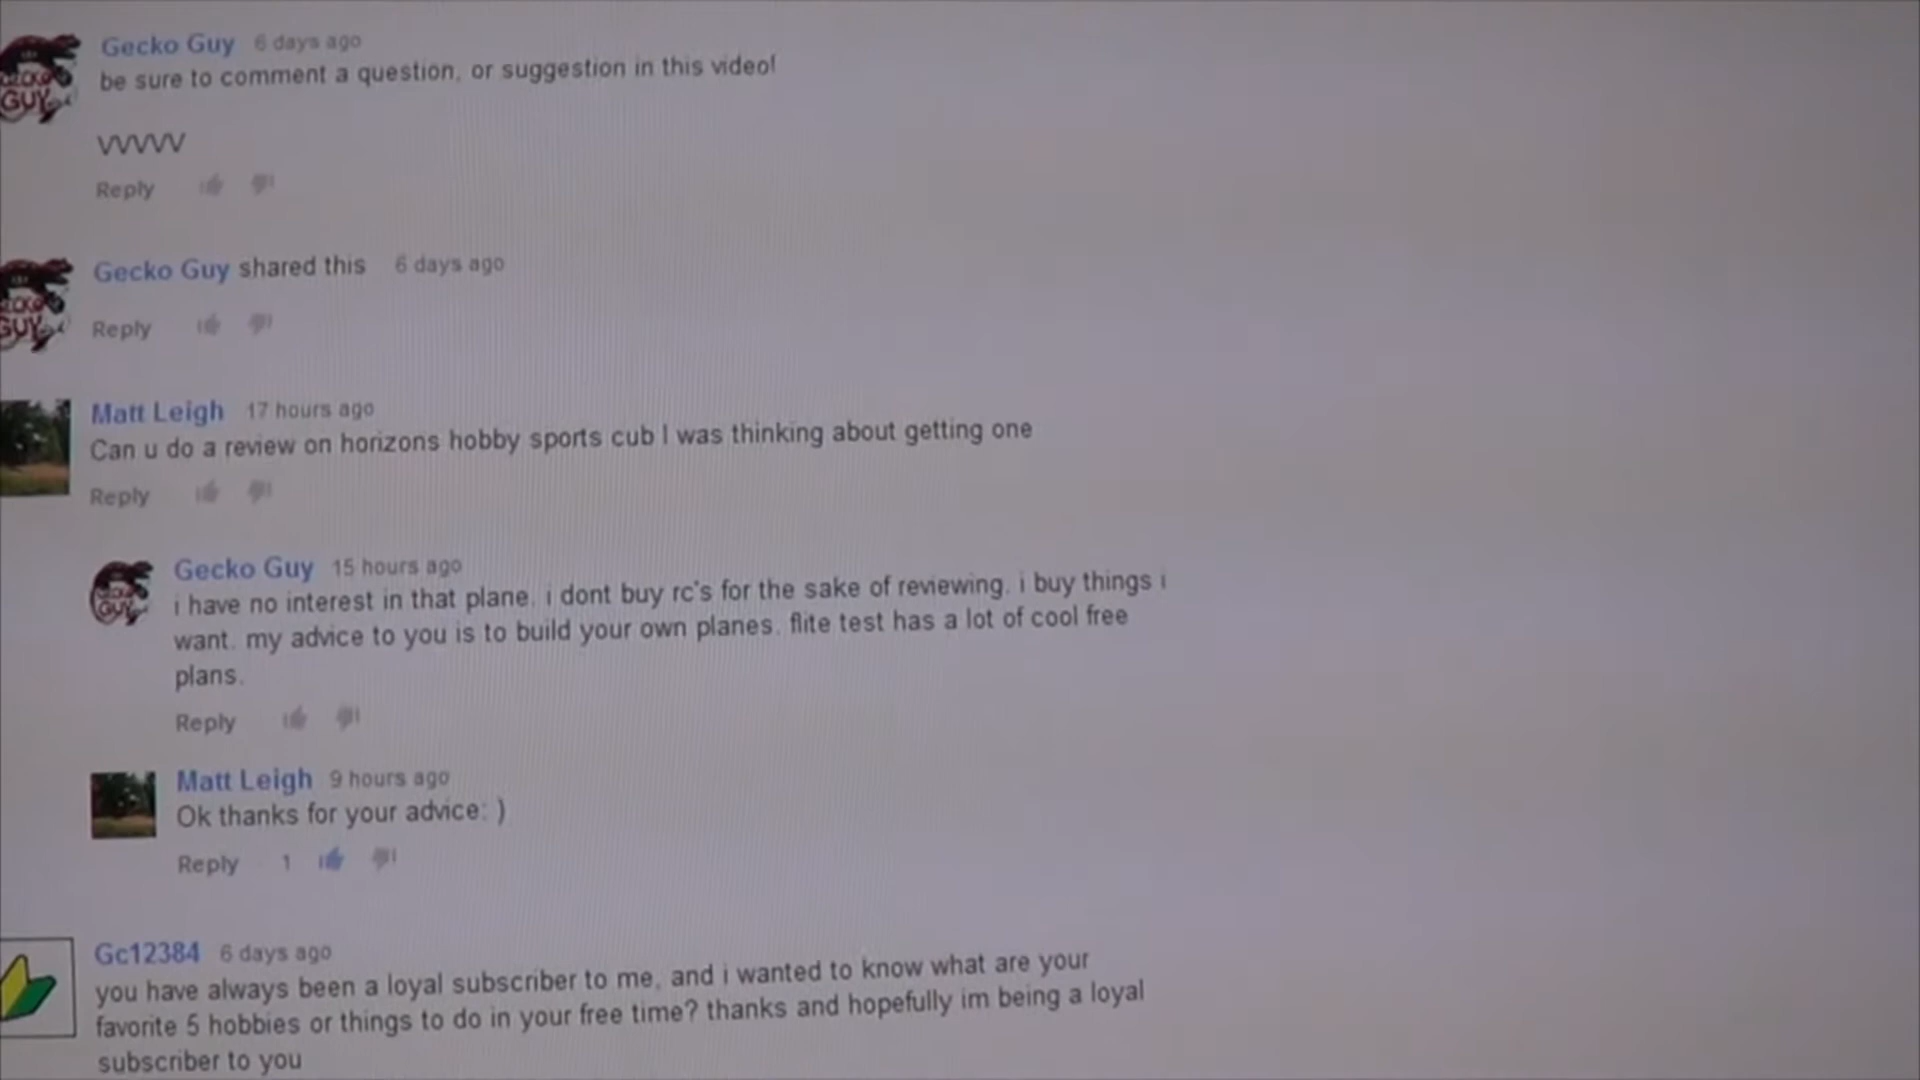 Gecko Guy 6 days ago
be sure to comment a question, or suggestion in this video!
VVVVV
Reply
Gecko Guy shared this 6 days ago
Reply
Matt Leigh 17 hours ago
Can u do a review on horizons hobby sports cub I was thinking about getting one
Reply
Gecko Guy 15 hours ago
i have no interest in that plane. i dont buy rc's for the sake of reviewing. i buy things i
want. my advice to you is to build your own planes. flite test has a lot of cool free
plans.
Reply
Matt Leigh 9 hours ago
Ok thanks for your advice: )
Reply 1
Gc12384 6 days ago
you have always been a loyal subscriber to me, and i wanted to know what are your
favorite 5 hobbies or things to do in your free time? thanks and hopefully im being a loyal
subscriber to you